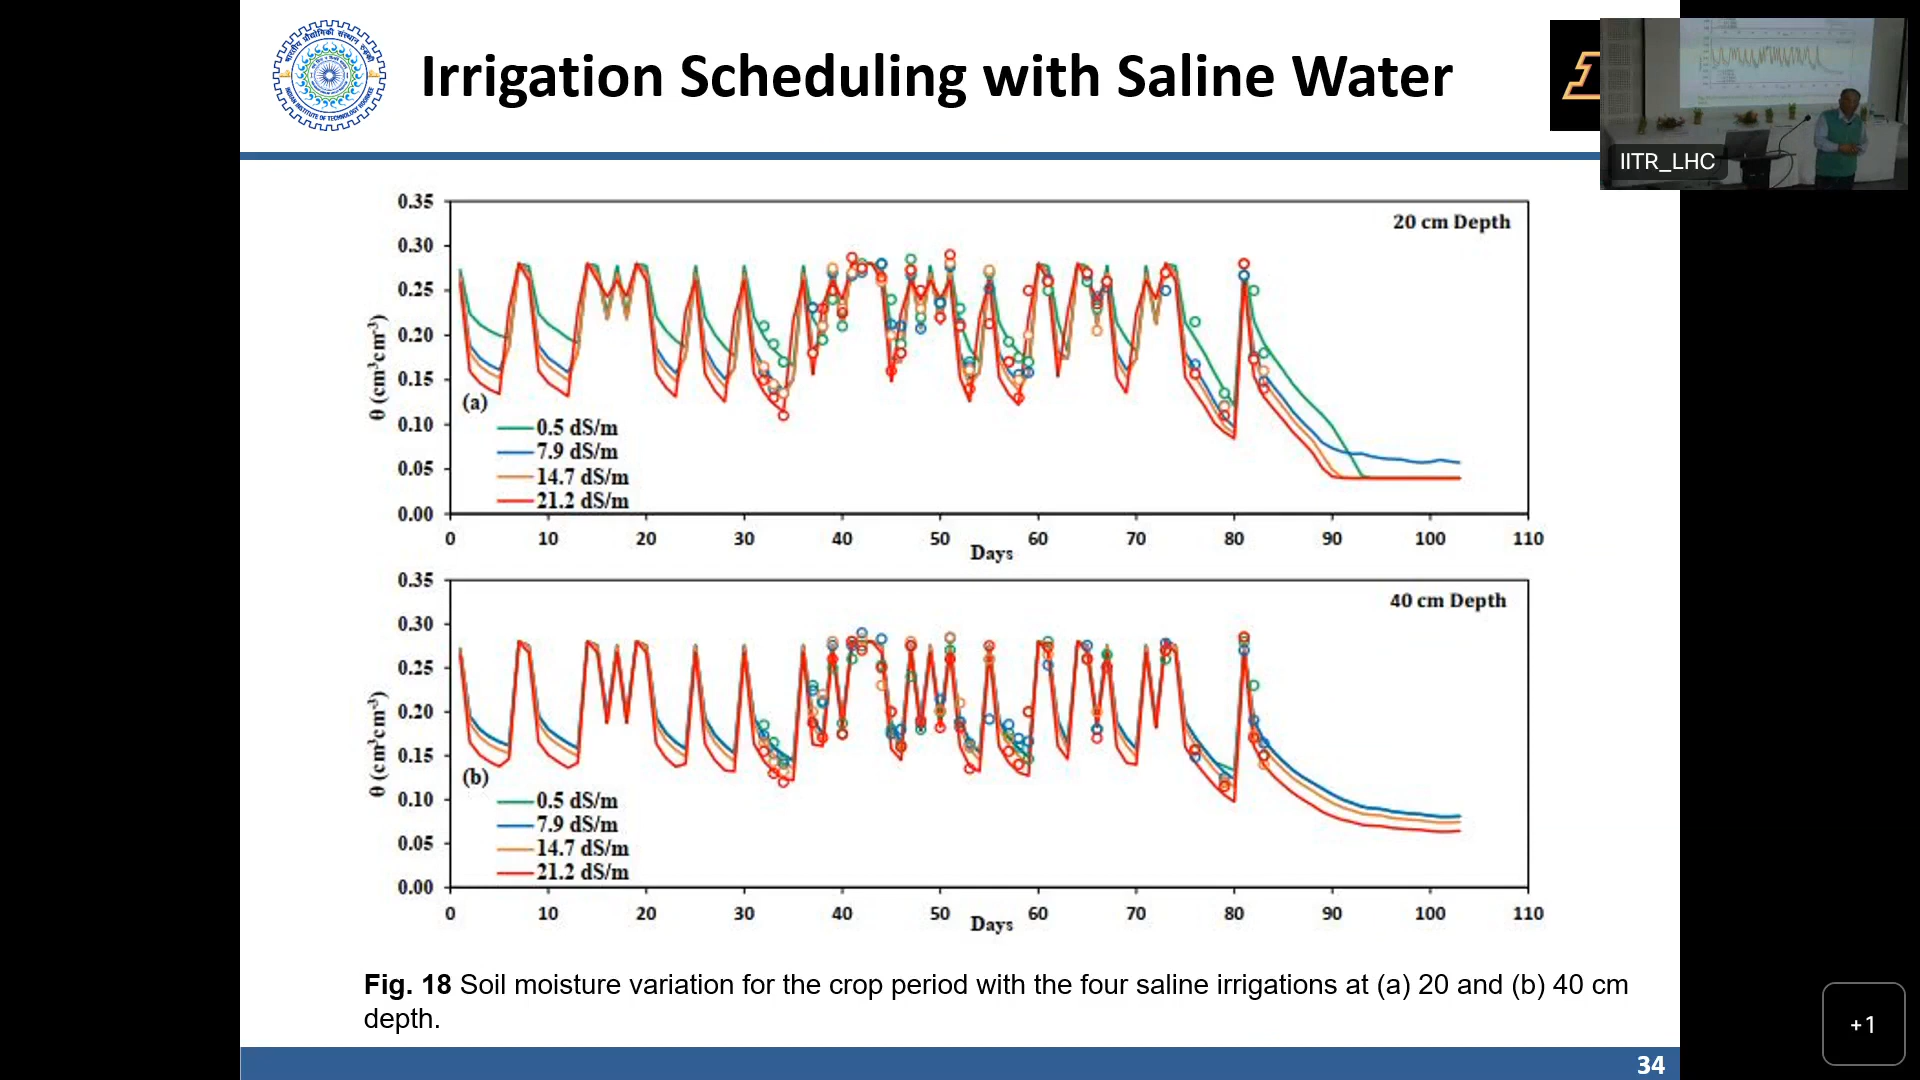 Irrigation Scheduling with Saline Water
IITR_LHC
0.35
0.30
0.25
0.20
0.15
0.10
0.05
0.00
θ (cm³cm⁻³)
20 cm Depth
(a)
0.5 dS/m
7.9 dS/m
14.7 dS/m
21.2 dS/m
0 10 20 30 40 50 60 70 80 90 100 110
Days
0.35
0.30
0.25
0.20
0.15
0.10
0.05
0.00
θ (cm³cm⁻³)
40 cm Depth
(b)
0.5 dS/m
7.9 dS/m
14.7 dS/m
21.2 dS/m
0 10 20 30 40 50 60 70 80 90 100 110
Days
Fig. 18 Soil moisture variation for the crop period with the four saline irrigations at (a) 20 and (b) 40 cm
depth.
34
+1